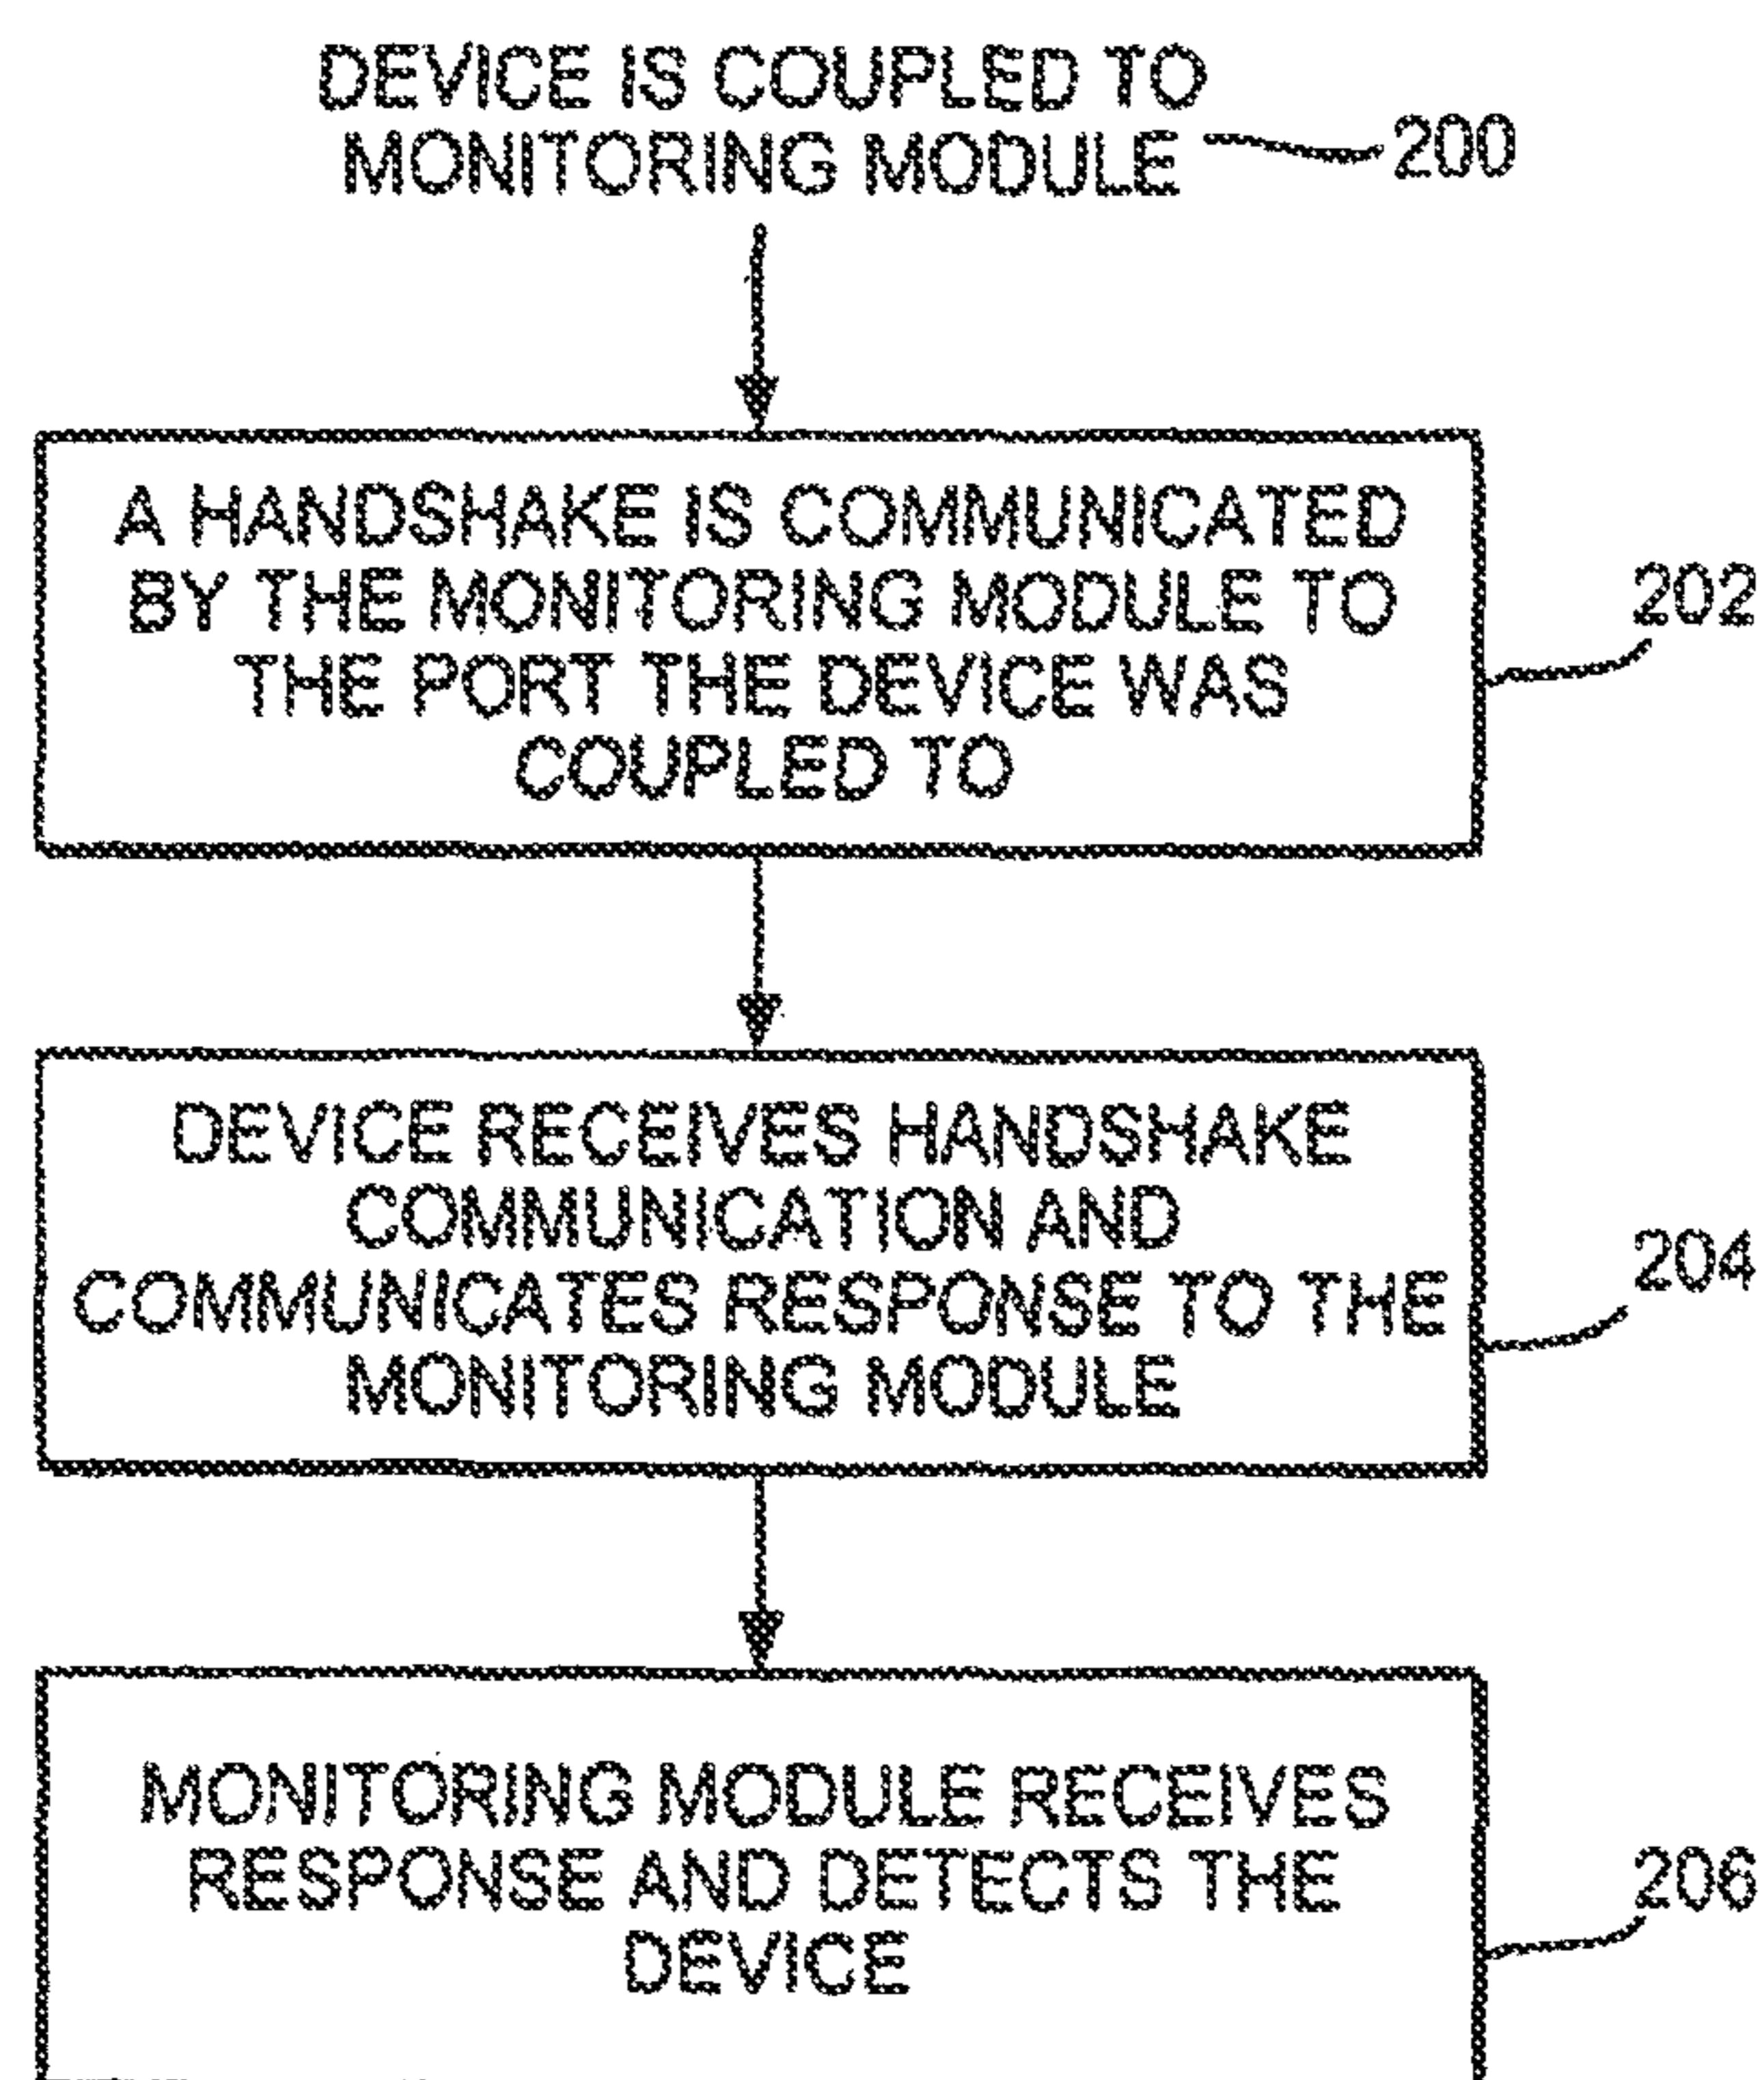 DEVICE IS COUPLED TO
MONITORING MODULE 200
A HANDSHAKE IS COMMUNICATED
BY THE MONITORING MODULE TO
THE PORT THE DEVICE WAS
COUPLED TO
202
DEVICE RECEIVES HANDSHAKE
COMMUNICATION AND
COMMUNICATES RESPONSE TO THE
MONITORING MODULE
204
MONITORING MODULE RECEIVES
RESPONSE AND DETECTS THE
DEVICE
206